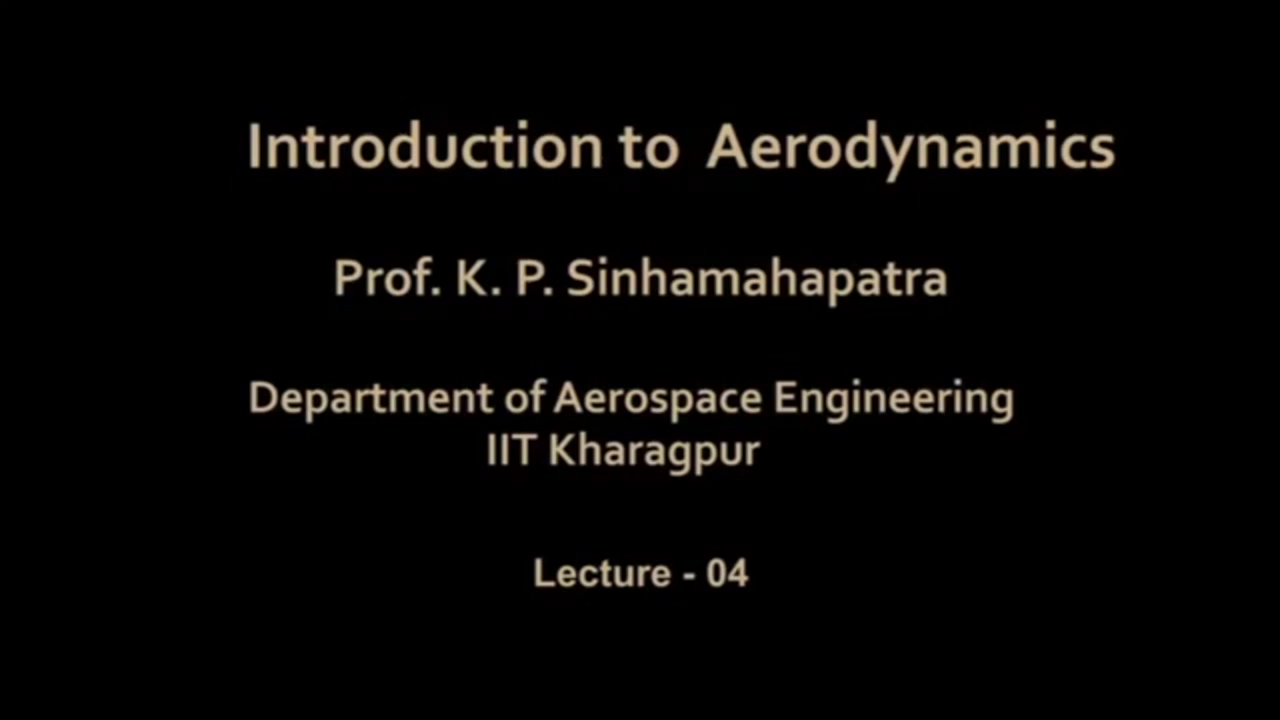 Introduction to Aerodynamics
Prof. K. P. Sinhamahapatra
Department of Aerospace Engineering
IIT Kharagpur
Lecture - 04